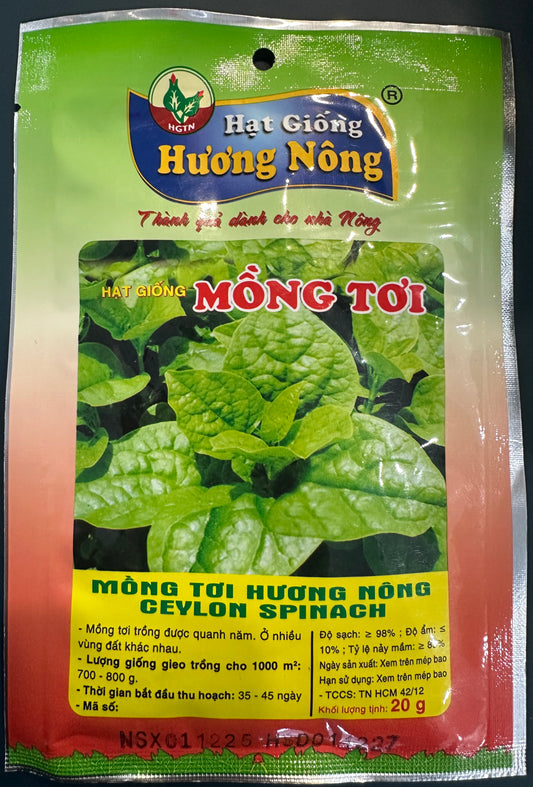 HGTN
®
Hạt Giống
Hương Nông
Thành quả dành cho nhà Nông
HẠT GIỐNG MỒNG TƠI
MỒNG TƠI HƯƠNG NÔNG
CEYLON SPINACH
- Mồng tơi trồng được quanh năm. Ở nhiều
vùng đất khác nhau.
- Lượng giống gieo trồng cho 1000 m²:
700 - 800 g.
- Thời gian bắt đầu thu hoạch: 35 - 45 ngày
- Mã số:
Độ sạch: ≥ 98% ; Độ ẩm: ≤
10% ; Tỷ lệ nảy mầm: ≥
Ngày sản xuất: Xem trên mép bao
Hạn sử dụng: Xem trên mép bao
- TCCS: TN HCM 42/12
Khối lượng tịnh: 20 g
NSX011225